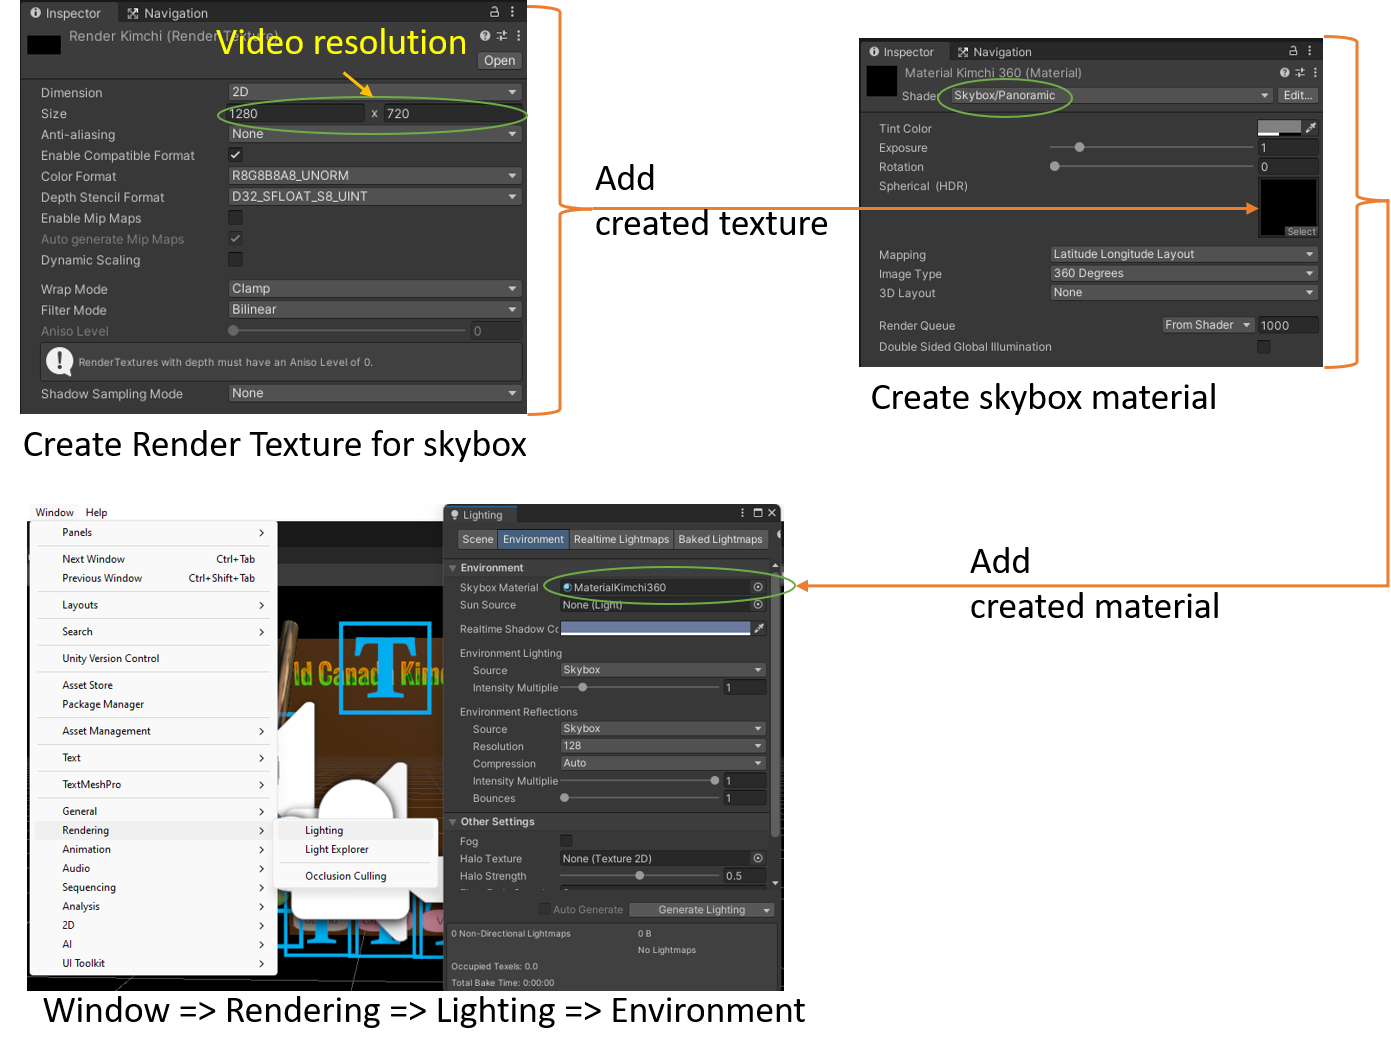 Inspector
Navigation
Render Kimchi (Render Texture)
Video resolution
Open
Dimension 2D
Size 1280 x 720
Anti-aliasing None
Enable Compatible Format
Color Format R8G8B8A8_UNORM
Depth Stencil Format D32_SFLOAT_S8_UINT
Enable Mip Maps
Auto generate Mip Maps
Dynamic Scaling
Wrap Mode Clamp
Filter Mode Bilinear
Aniso Level 0
RenderTextures with depth must have an Aniso Level of 0.
Shadow Sampling Mode None
Create Render Texture for skybox
Add
created texture
Inspector
Navigation
Material Kimchi 360 (Material)
Shade Skybox/Panoramic Edit...
Tint Color
Exposure 1
Rotation 0
Spherical (HDR)
Select
Mapping Latitude Longitude Layout
Image Type 360 Degrees
3D Layout None
Render Queue From Shader 1000
Double Sided Global Illumination
Create skybox material
Window Help
Panels
Next Window Ctrl+Tab
Previous Window Ctrl+Shift+Tab
Layouts
Search
Unity Version Control
Asset Store
Package Manager
Asset Management
Text
TextMeshPro
General
Rendering
Animation
Audio
Sequencing
Analysis
2D
AI
UI Toolkit
Lighting
Light Explorer
Occlusion Culling
ld Canada Kimc
T
Lighting
Scene Environment Realtime Lightmaps Baked Lightmaps
Environment
Skybox Material MaterialKimchi360
Sun Source None (Light)
Realtime Shadow Cc
Environment Lighting
Source Skybox
Intensity Multiplie 1
Environment Reflections
Source Skybox
Resolution 128
Compression Auto
Intensity Multiplie 1
Bounces 1
Other Settings
Fog
Halo Texture None (Texture 2D)
Halo Strength 0.5
Auto Generate Generate Lighting
0 Non-Directional Lightmaps 0 B
No Lightmaps
Occupied Texels: 0.0
Total Bake Time: 0:00:00
Add
created material
Window => Rendering => Lighting => Environment